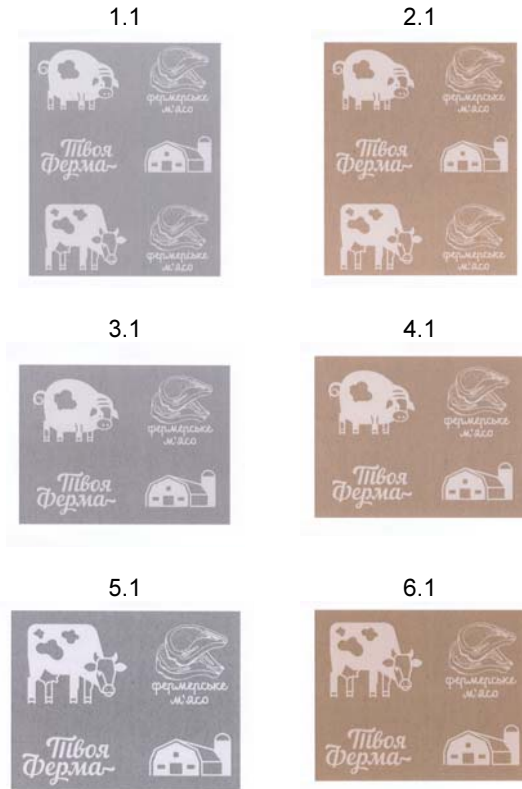 1.1
2.1
фермерське
м'ясо
фермерське
м'ясо
Твоя
Ферма
Твоя
Ферма
фермерське
м'ясо
фермерське
м'ясо
3.1
4.1
фермерське
м'ясо
фермерське
м'ясо
Твоя
Ферма
Твоя
Ферма
5.1
6.1
фермерське
м'ясо
фермерське
м'ясо
Твоя
Ферма
Твоя
Ферма